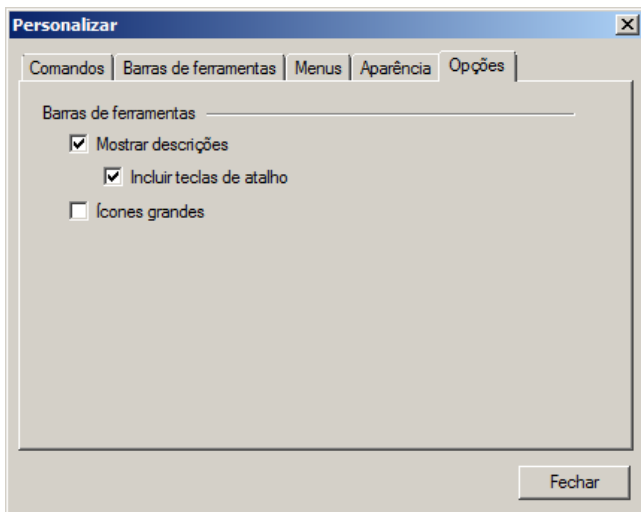 Personalizar
Comandos Barras de ferramentas Menus Aparência Opções
Barras de ferramentas
Mostrar descrições
Incluir teclas de atalho
Ícones grandes
Fechar